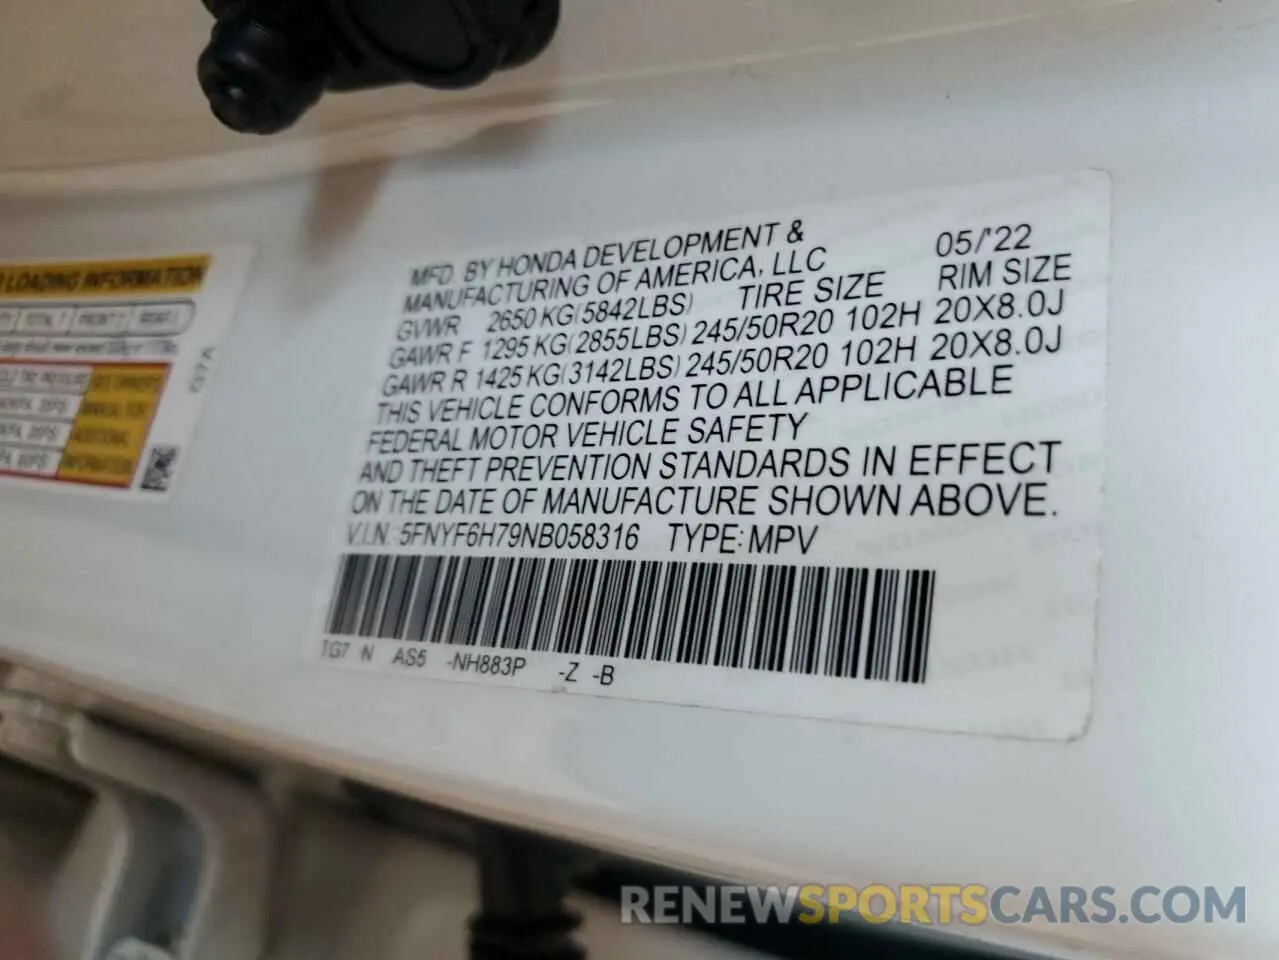 MFD. BY HONDA DEVELOPMENT & 05/'22
MANUFACTURING OF AMERICA, LLC
GVWR 2650 KG(5842LBS) TIRE SIZE RIM SIZE
GAWR F 1295 KG(2855LBS) 245/50R20 102H 20X8.0J
GAWR R 1425 KG(3142LBS) 245/50R20 102H 20X8.0J
THIS VEHICLE CONFORMS TO ALL APPLICABLE
FEDERAL MOTOR VEHICLE SAFETY
AND THEFT PREVENTION STANDARDS IN EFFECT
ON THE DATE OF MANUFACTURE SHOWN ABOVE.
V.I.N. 5FNYF6H79NB058316 TYPE: MPV
TG7 N AS5 -NH883P -Z -B
LOADING INFORMATION
RENEWSPORTSCARS.COM